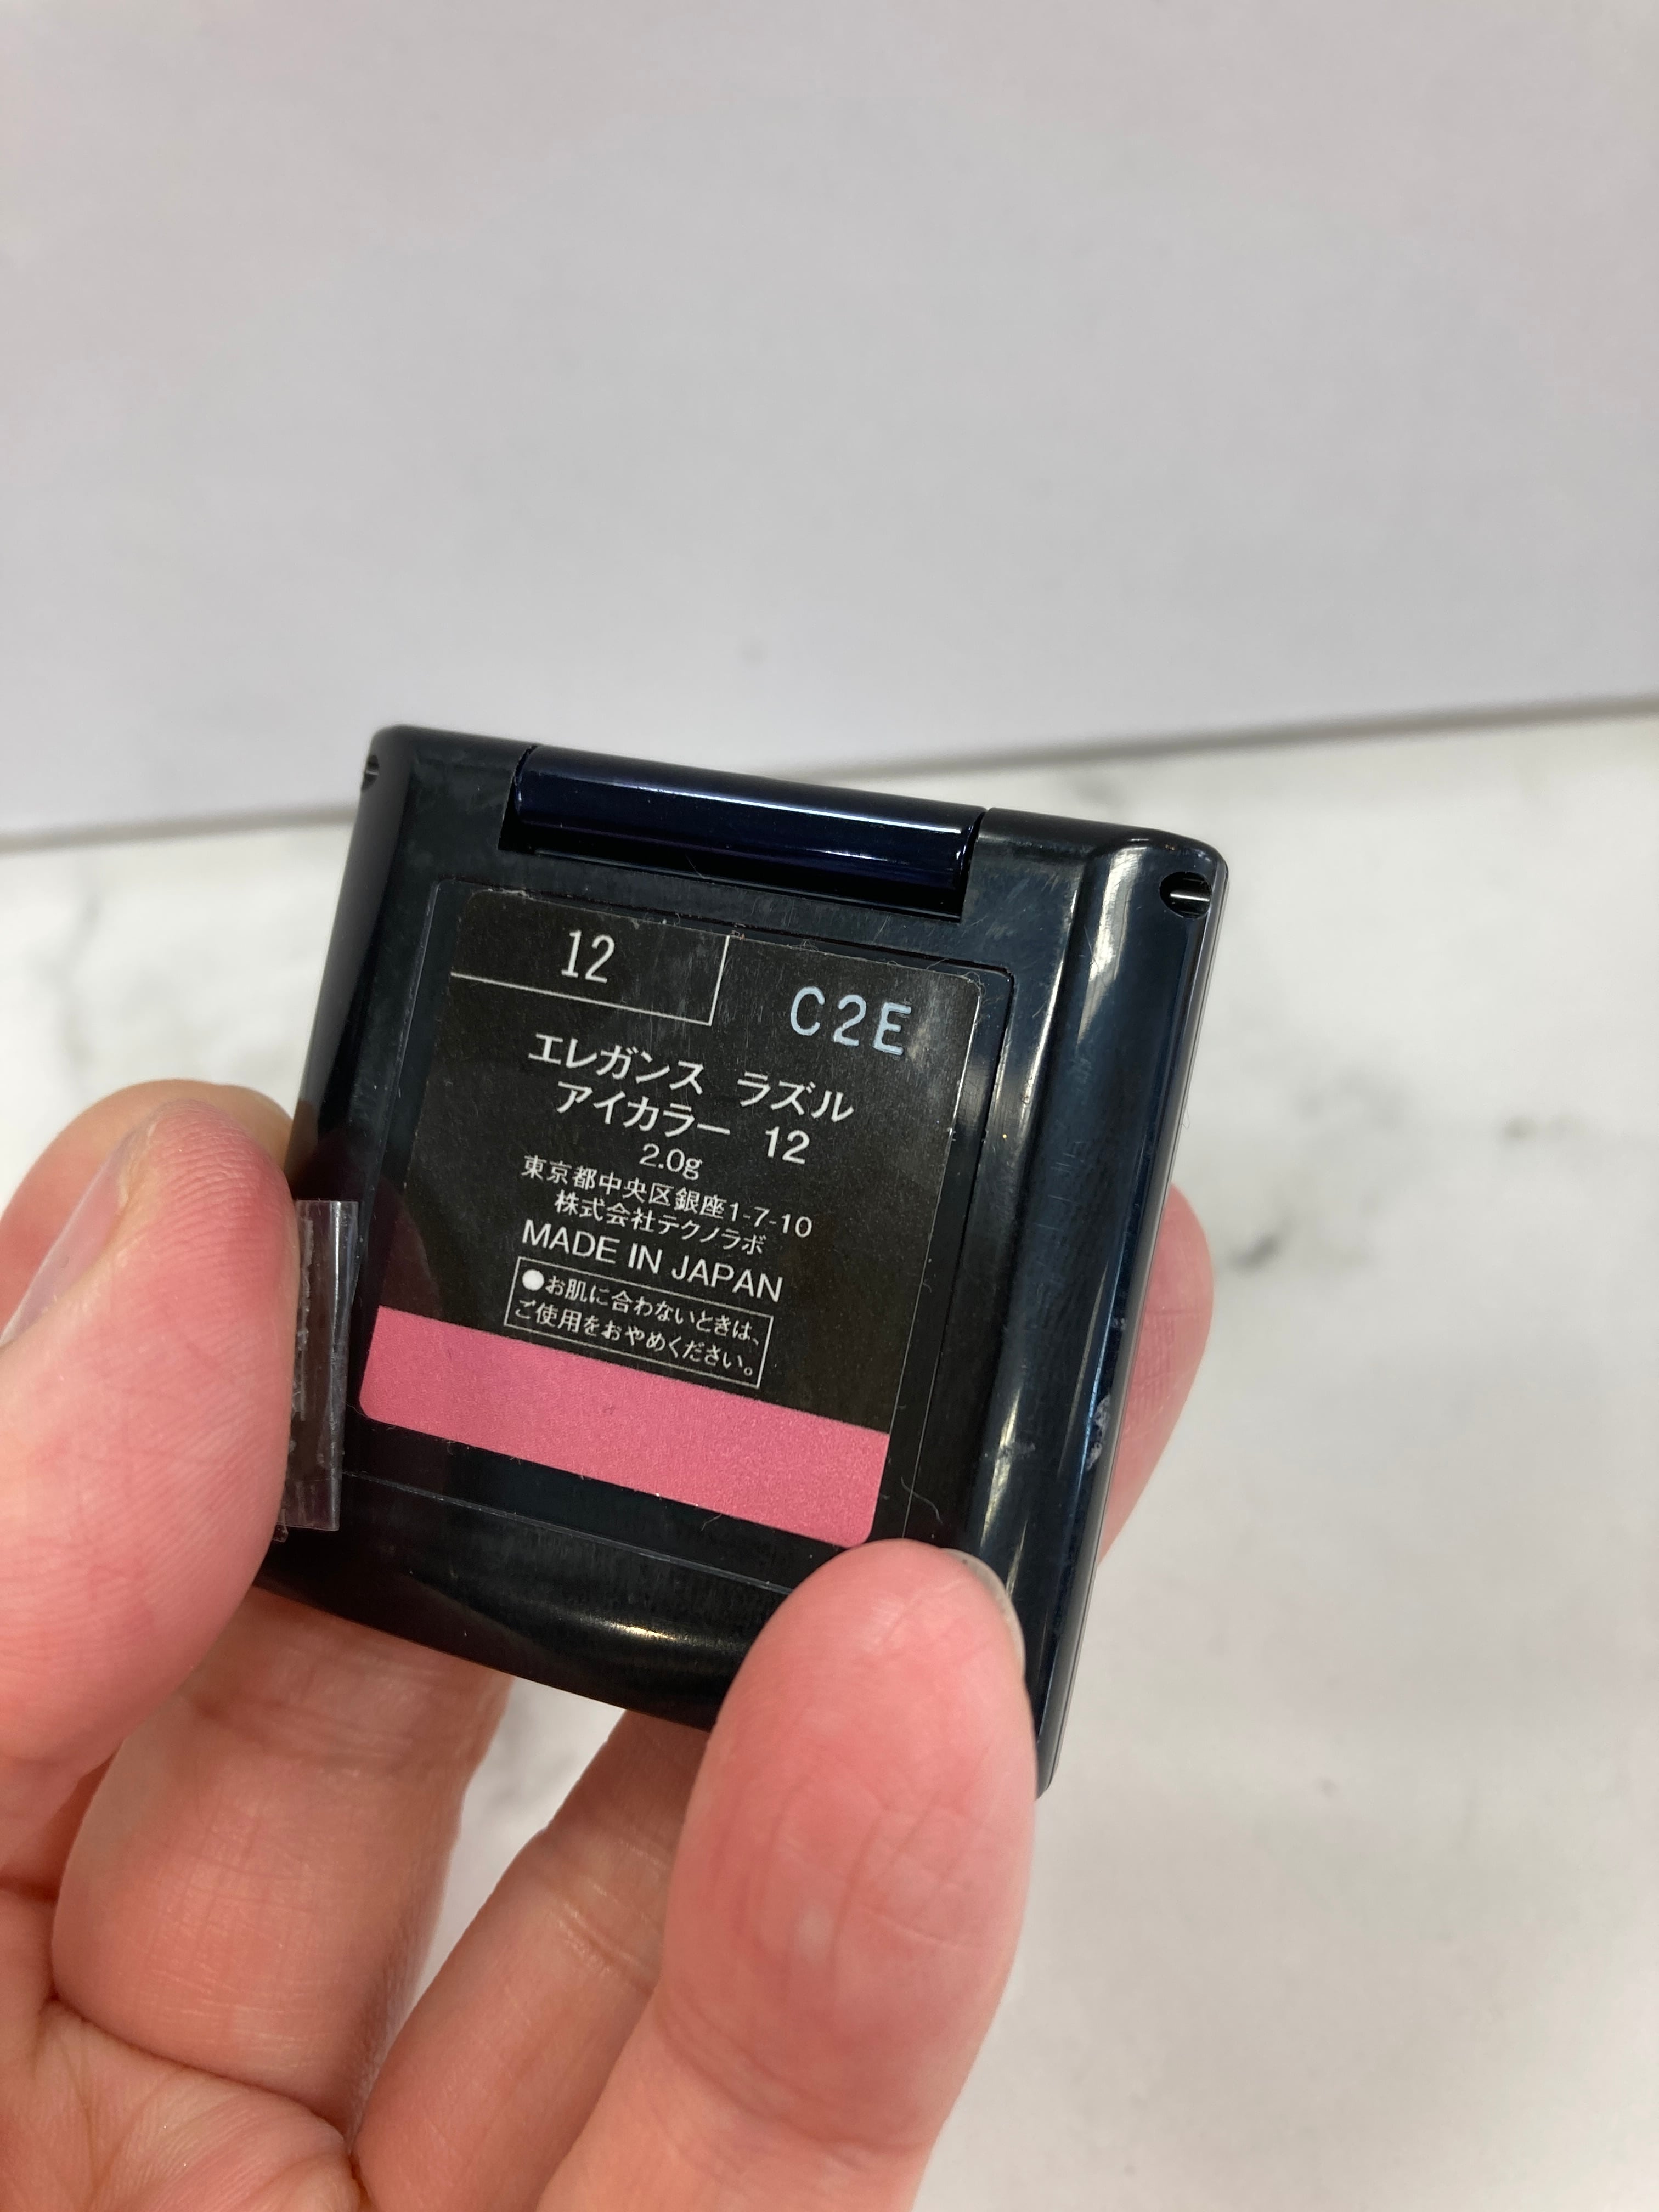 12
C2E
エレガンス ラズル
アイカラー 12
2.0g
東京都中央区銀座1-7-10
株式会社テクノラボ
MADE IN JAPAN
●お肌に合わないときは、
ご使用をおやめください。